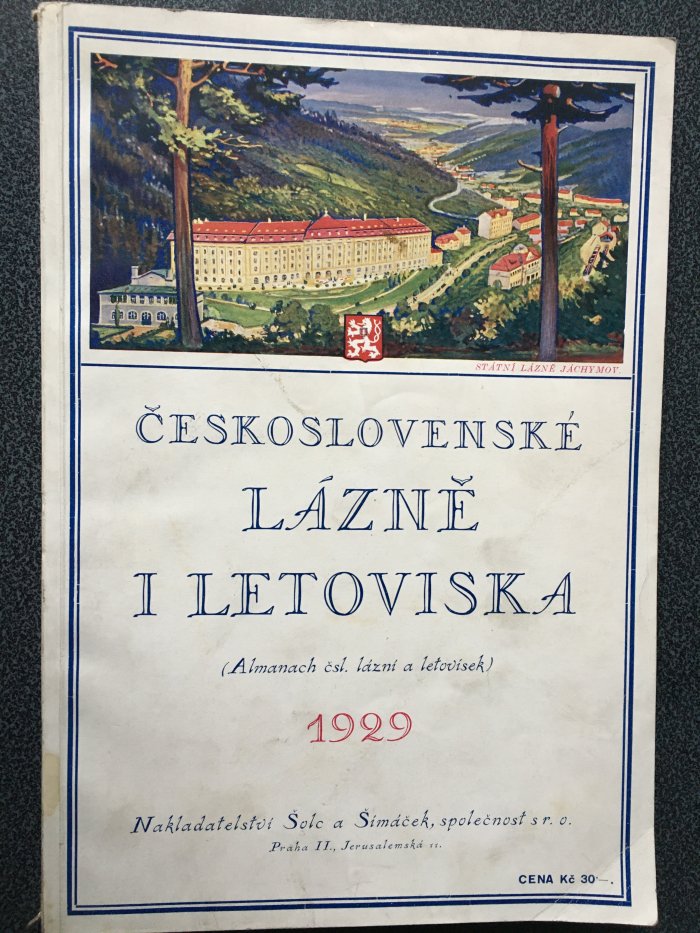 STÁTNÍ LÁZNĚ JÁCHYMOV.
ČESKOSLOVENSKÉ
LÁZNĚ
I LETOVISKA
(Almanach čsl. lázní a letovisek)
1929
Nakladatelství Šolc a Šimáček, společnost s r. o.
Praha II., Jerusalemská 11.
CENA Kč 30·—.